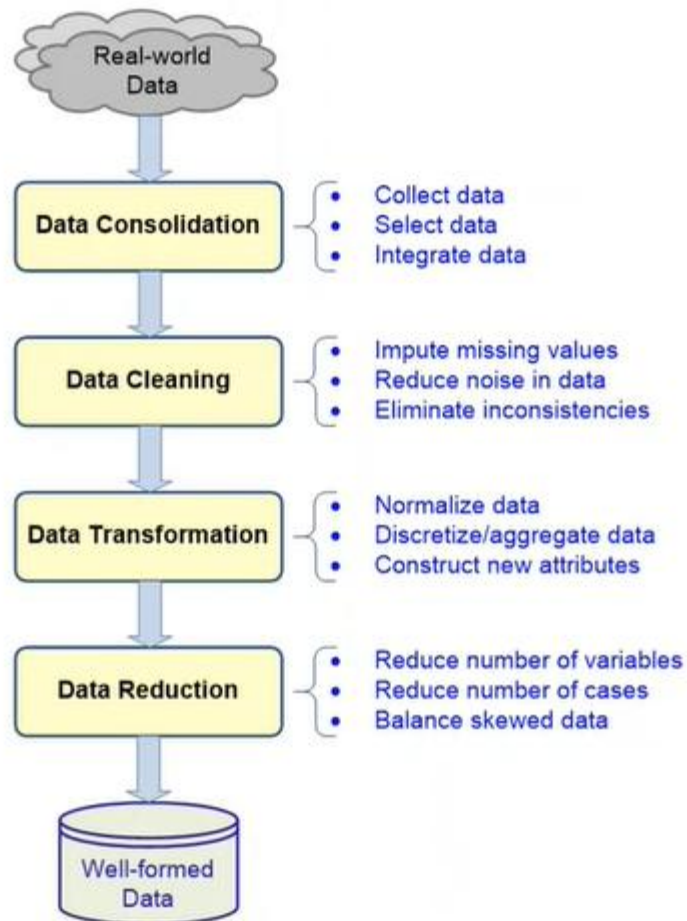 Real-world
Data
Data Consolidation
• Collect data
• Select data
• Integrate data
Data Cleaning
• Impute missing values
• Reduce noise in data
• Eliminate inconsistencies
Data Transformation
• Normalize data
• Discretize/aggregate data
• Construct new attributes
Data Reduction
• Reduce number of variables
• Reduce number of cases
• Balance skewed data
Well-formed
Data